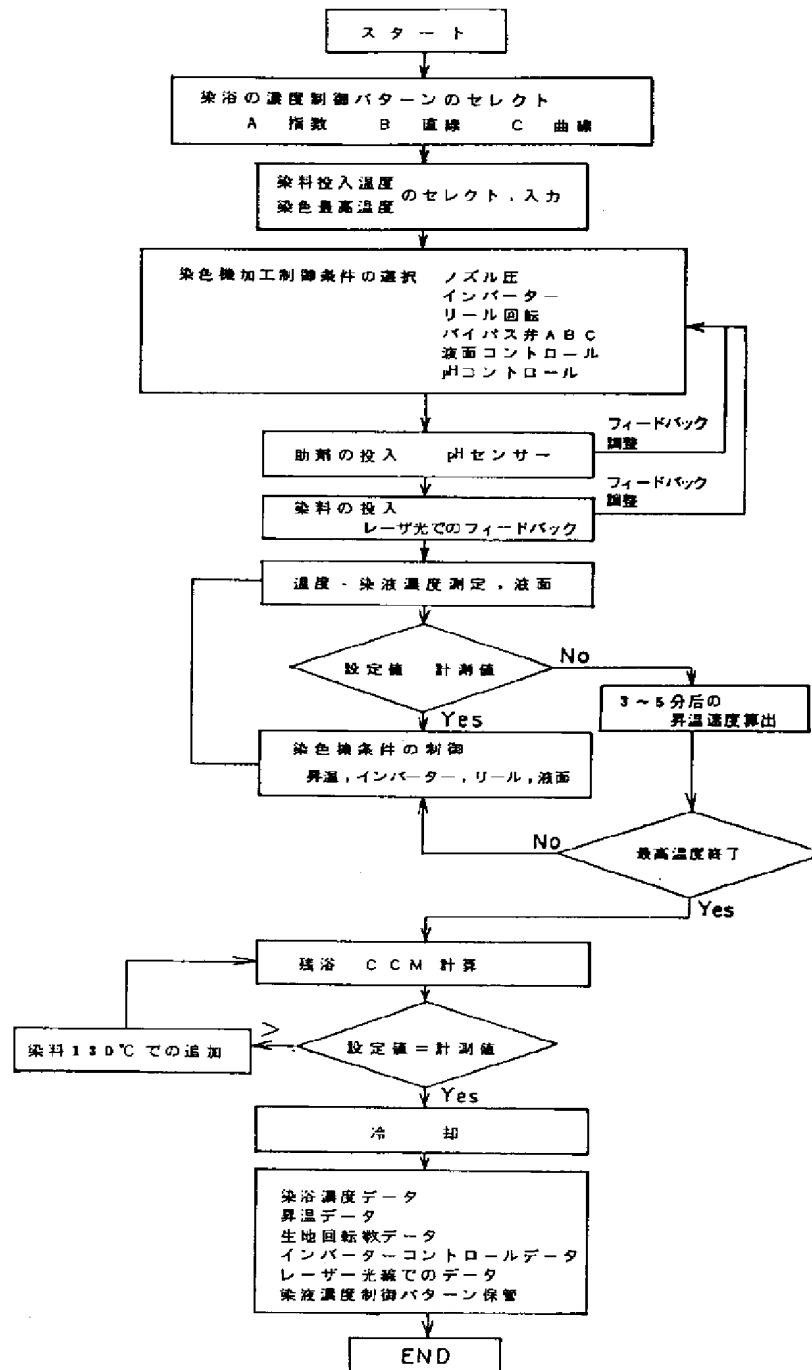 スタート
染浴の濃度制御パターンのセレクト
A 指数 B 直線 C 曲線
染料投入温度
染色最高温度
のセレクト,入力
染色機加工制御条件の選択 ノズル圧
インバーター
リール回転
バイパス弁ABC
液面コントロール
pHコントロール
フィードバック
調整
助剤の投入 pHセンサー
フィードバック
調整
染料の投入
レーザ光でのフィードバック
温度-染液濃度測定,液面
設定値 計測値
No
Yes
3~5分后の
昇温速度算出
染色機条件の制御
昇温,インバーター,リール,液面
No
最高温度終了
Yes
残浴 CCM計算
>
染料130℃での追加
設定値=計測値
Yes
冷却
染浴濃度データ
昇温データ
生地回転数データ
インバーターコントロールデータ
レーザー光線でのデータ
染液濃度制御パターン保管
END